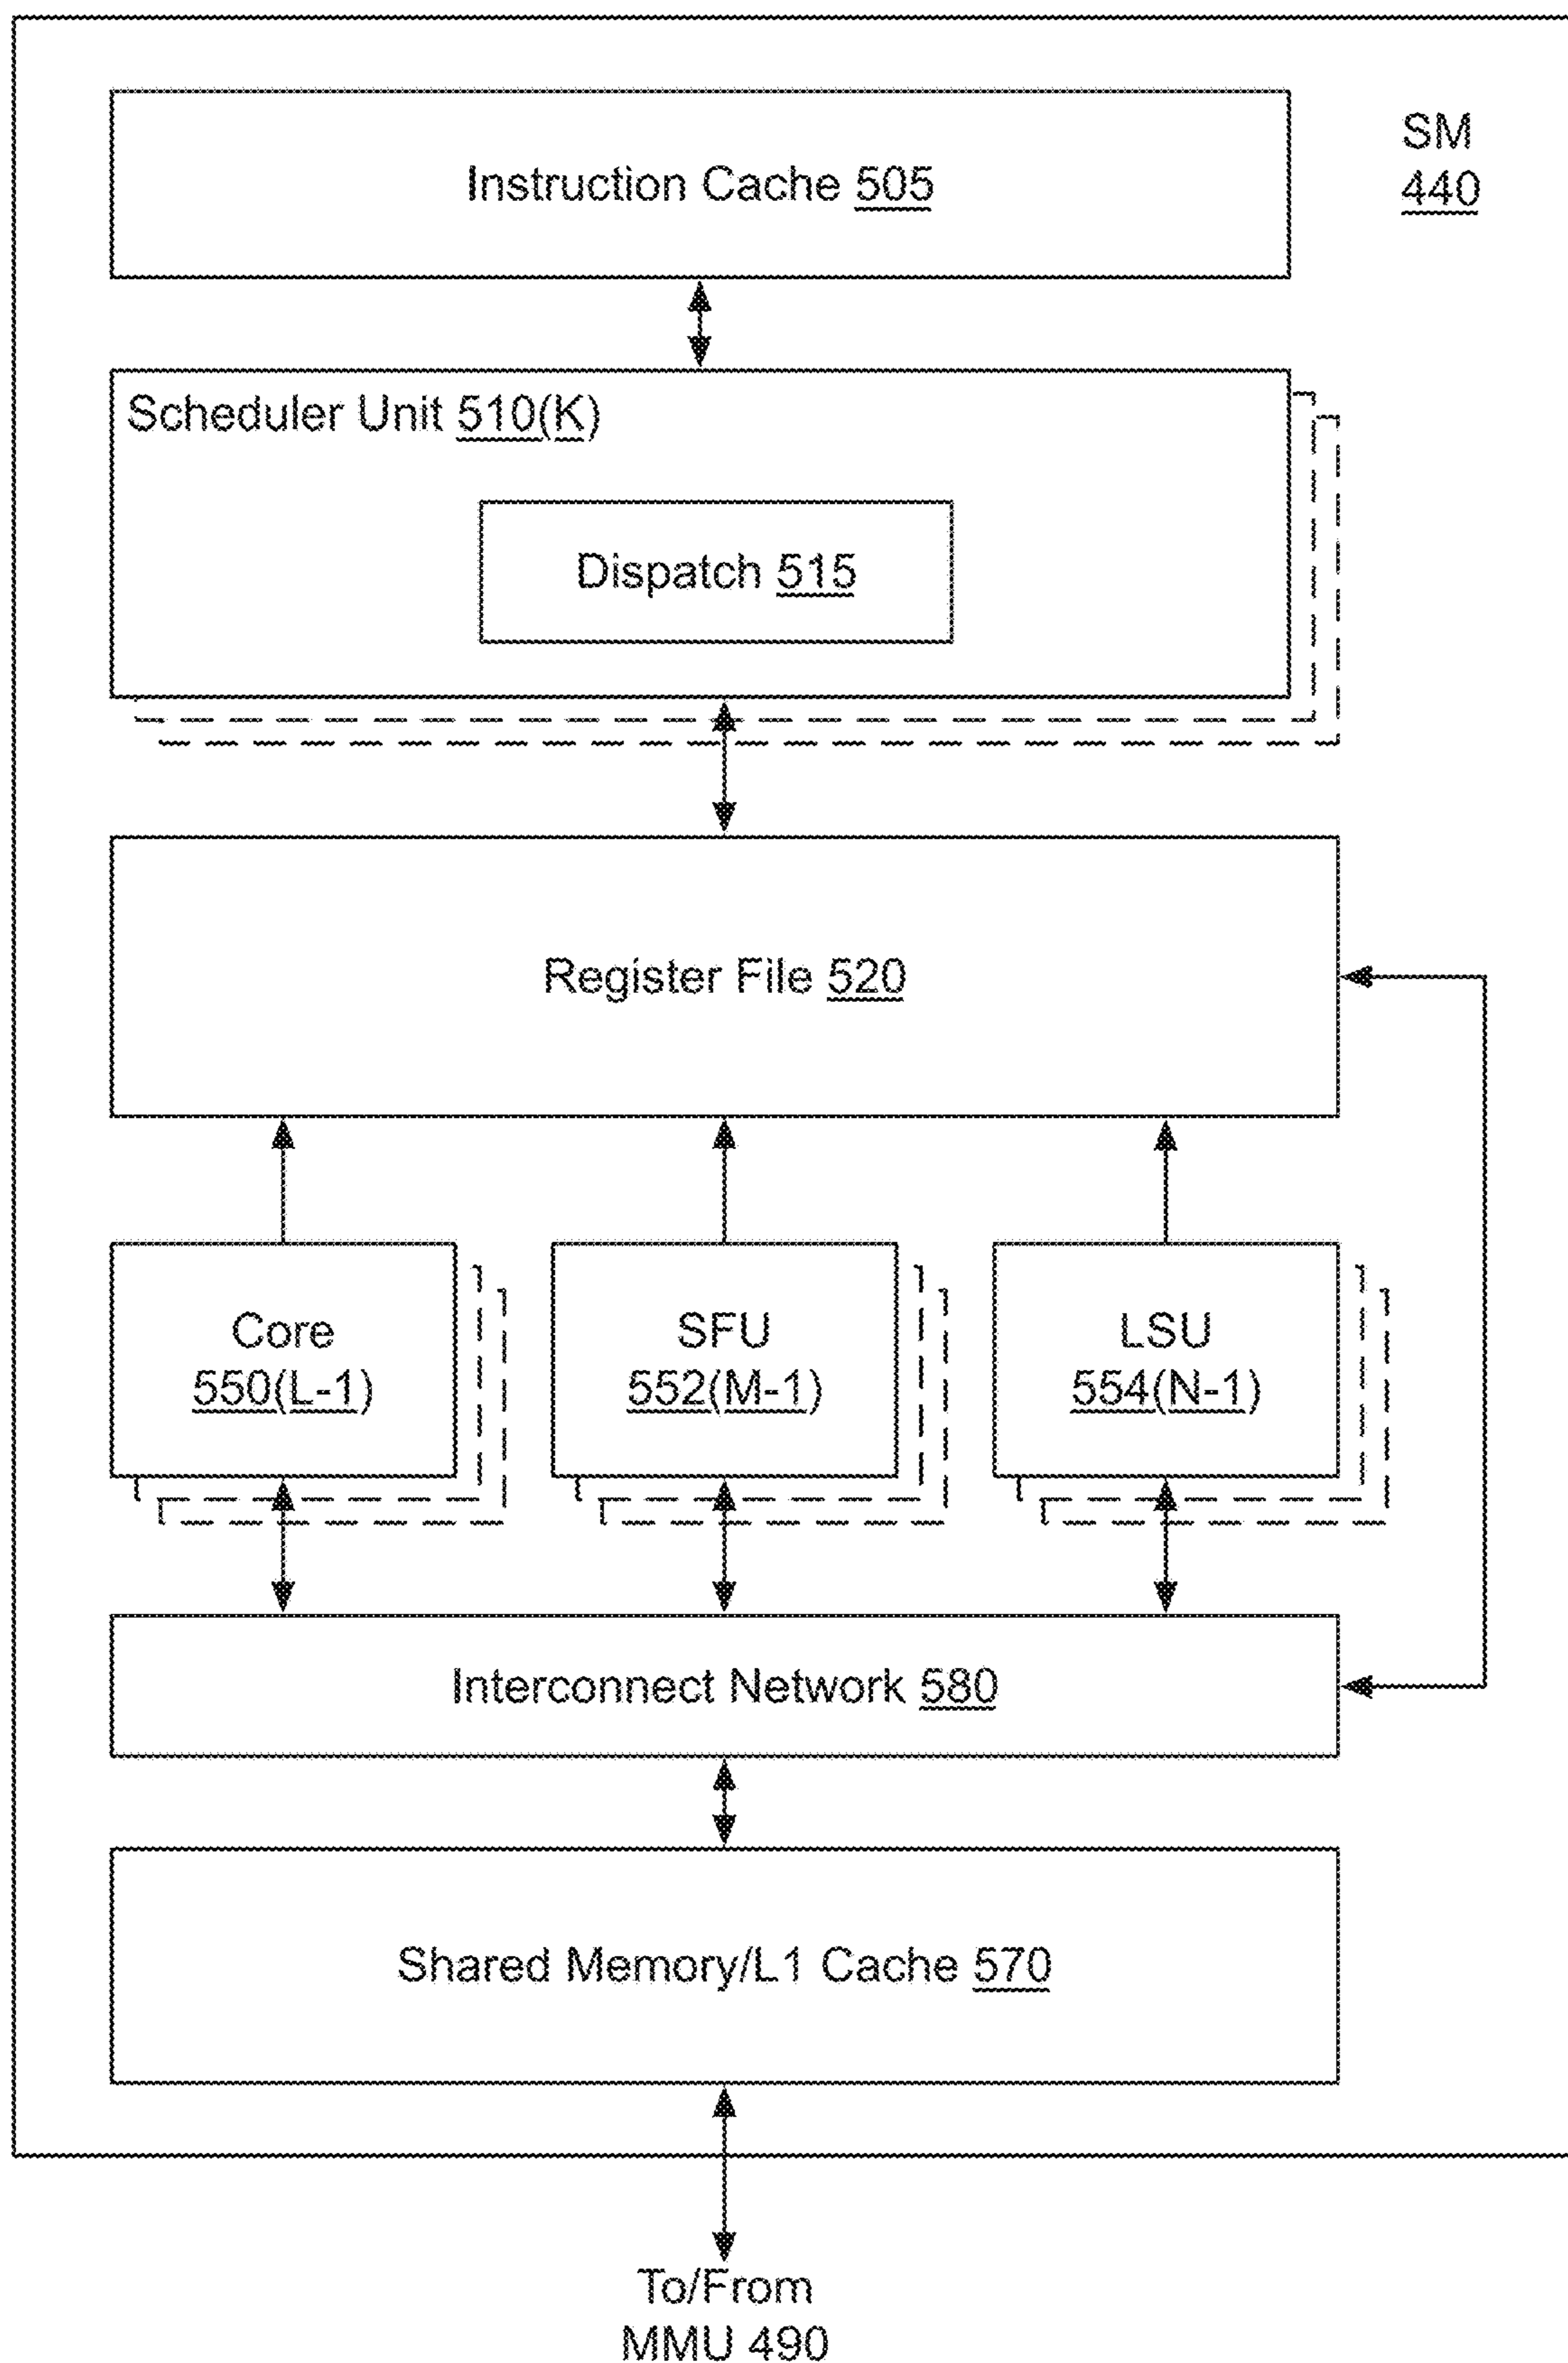 Instruction Cache 505
SM
440
Scheduler Unit 510(K)
Dispatch 515
Register File 520
Core
550(L-1)
SFU
552(M-1)
LSU
554(N-1)
Interconnect Network 580
Shared Memory/L1 Cache 570
To/From
MMU 490